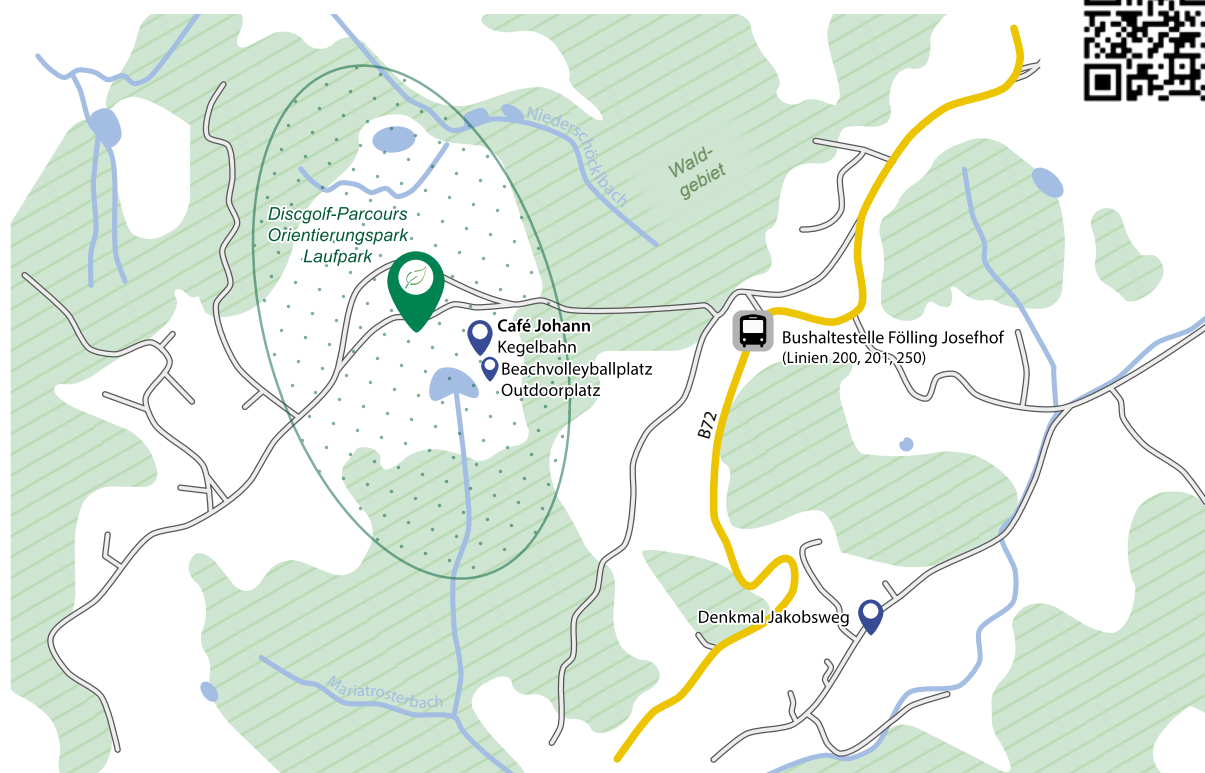 Niederschöcklbach
Wald-
gebiet
Discgolf-Parcours
Orientierungspark
Laufpark
Café Johann
Kegelbahn
Beachvolleyballplatz
Outdoorplatz
Bushaltestelle Fölling Josefhof
(Linien 200, 201, 250)
B72
Denkmal Jakobsweg
Mariatrosterbach